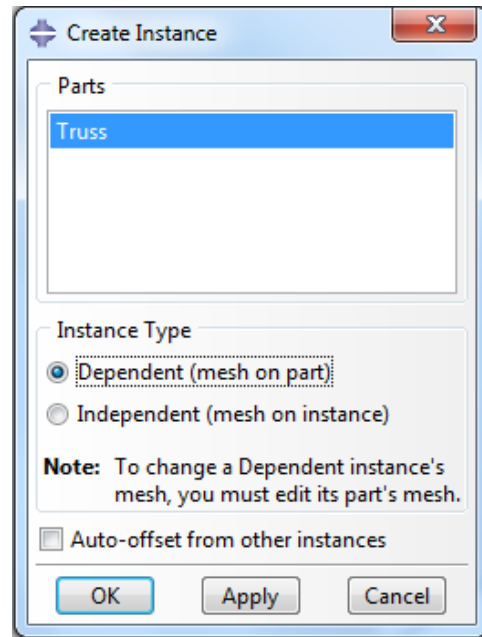 Create Instance
Parts
Truss
Instance Type
Dependent (mesh on part)
Independent (mesh on instance)
Note: To change a Dependent instance's
mesh, you must edit its part's mesh.
Auto-offset from other instances
OK Apply Cancel